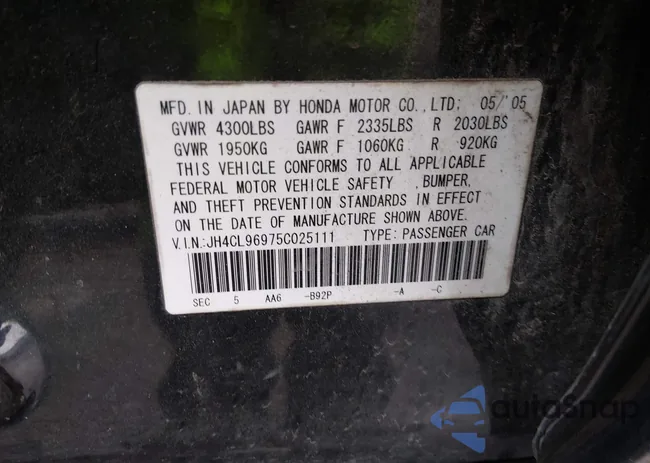 MFD. IN JAPAN BY HONDA MOTOR CO., LTD; 05/'05
GVWR 4300LBS GAWR F 2335LBS R 2030LBS
GVWR 1950KG GAWR F 1060KG R 920KG
THIS VEHICLE CONFORMS TO ALL APPLICABLE
FEDERAL MOTOR VEHICLE SAFETY , BUMPER,
AND THEFT PREVENTION STANDARDS IN EFFECT
ON THE DATE OF MANUFACTURE SHOWN ABOVE.
V.I.N: JH4CL96975C025111 TYPE: PASSENGER CAR
SEC 5 AA6 -B92P -A -C
autoSnap